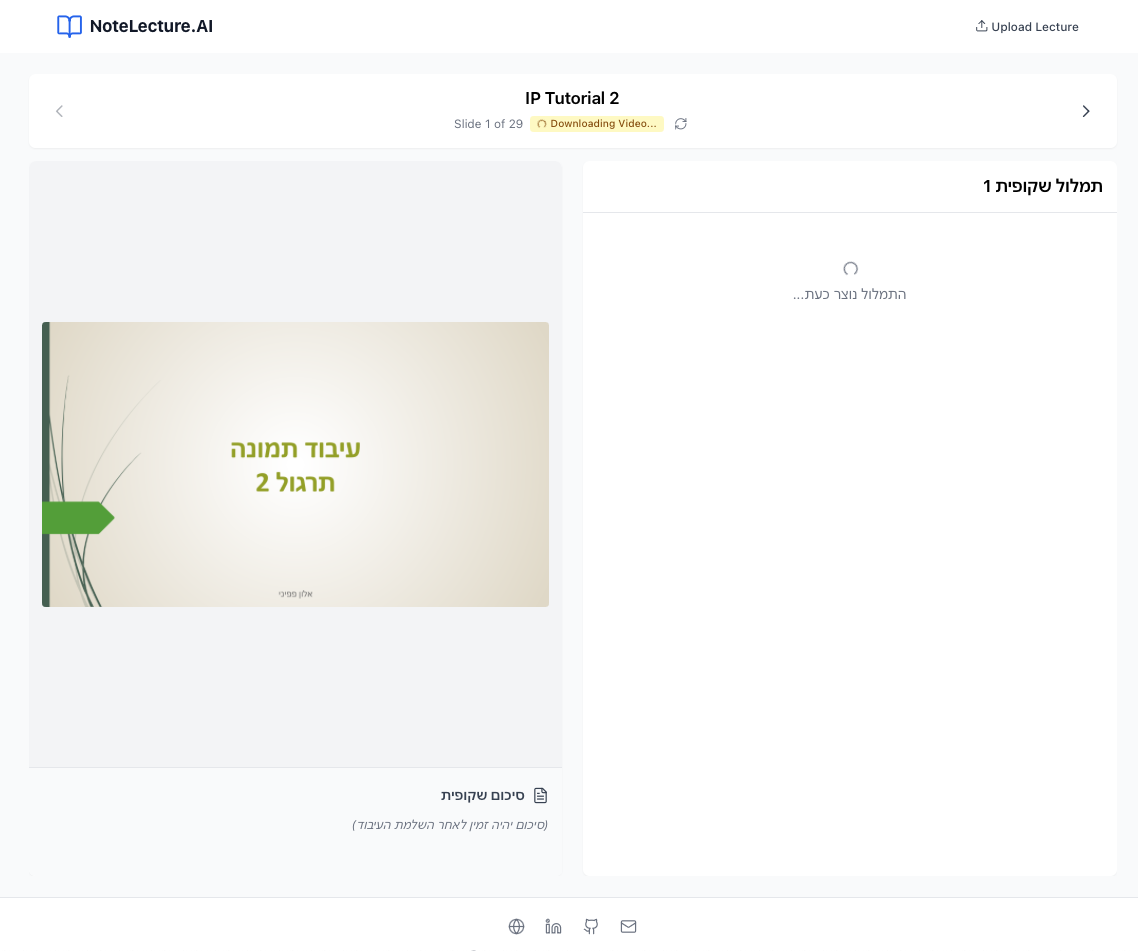 NoteLecture.AI
Upload Lecture
IP Tutorial 2
Slide 1 of 29 Downloading Video...
תמלול שקופית 1
התמלול נוצר כעת...
עיבוד תמונה
תרגול 2
אלון פפיני
סיכום שקופית
(סיכום יהיה זמין לאחר השלמת העיבוד)